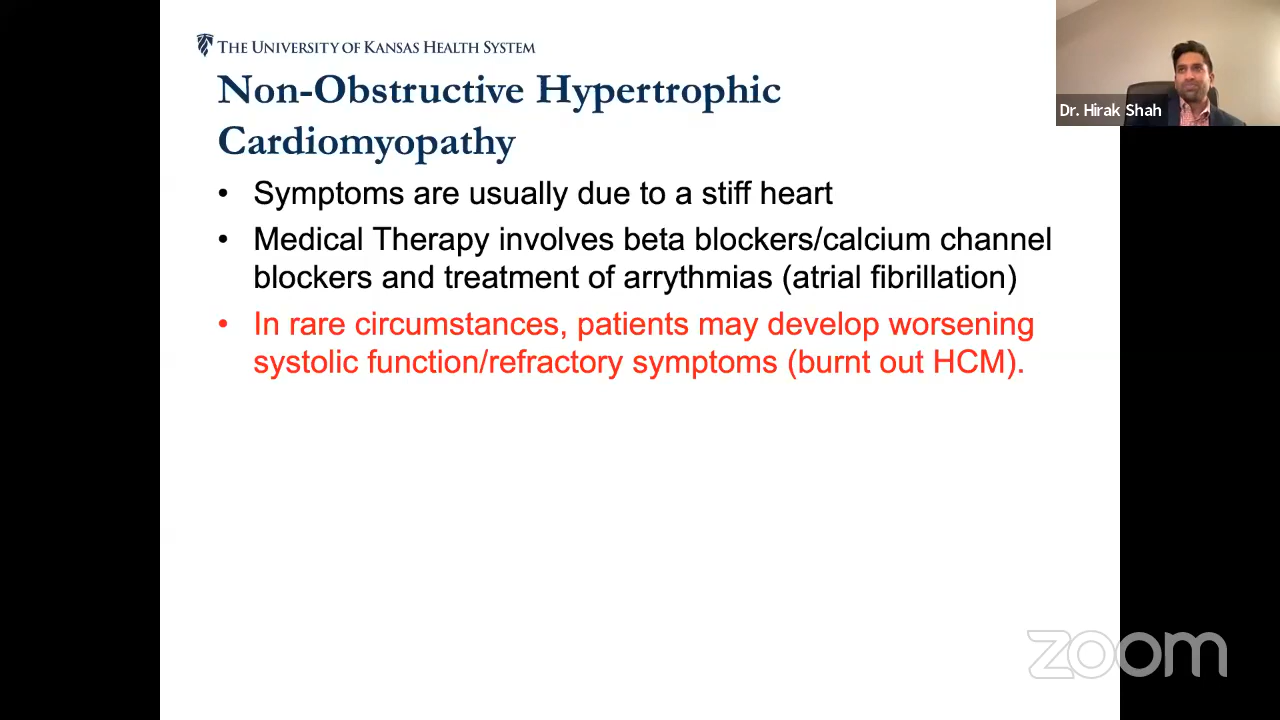 THE UNIVERSITY OF KANSAS HEALTH SYSTEM
Non-Obstructive Hypertrophic
Cardiomyopathy
• Symptoms are usually due to a stiff heart
• Medical Therapy involves beta blockers/calcium channel
blockers and treatment of arrythmias (atrial fibrillation)
• In rare circumstances, patients may develop worsening
systolic function/refractory symptoms (burnt out HCM).
Dr. Hirak Shah
zoom